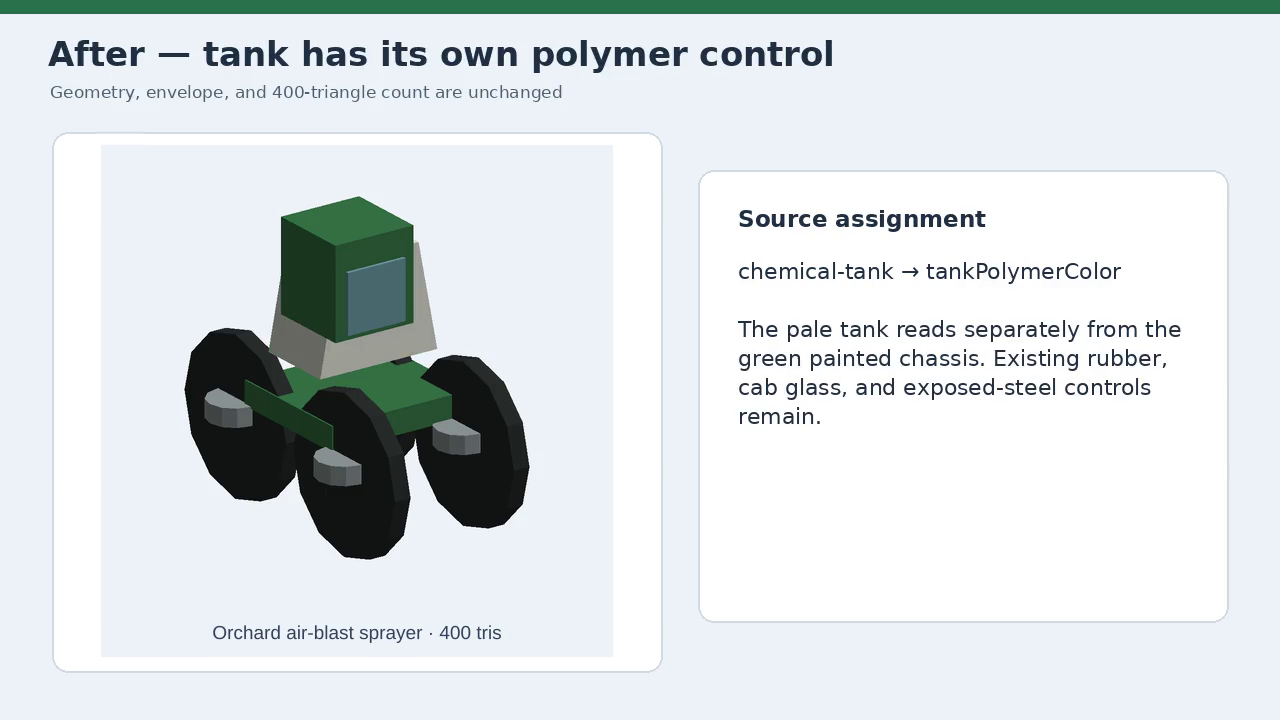 After — tank has its own polymer control
Geometry, envelope, and 400-triangle count are unchanged
Orchard air-blast sprayer · 400 tris
Source assignment
chemical-tank → tankPolymerColor
The pale tank reads separately from the
green painted chassis. Existing rubber,
cab glass, and exposed-steel controls
remain.